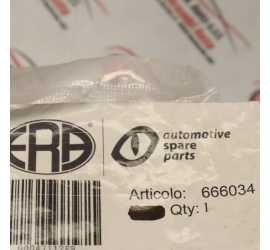 ERA
automotive
spare
parts
Articolo: 666034
Qty: 1